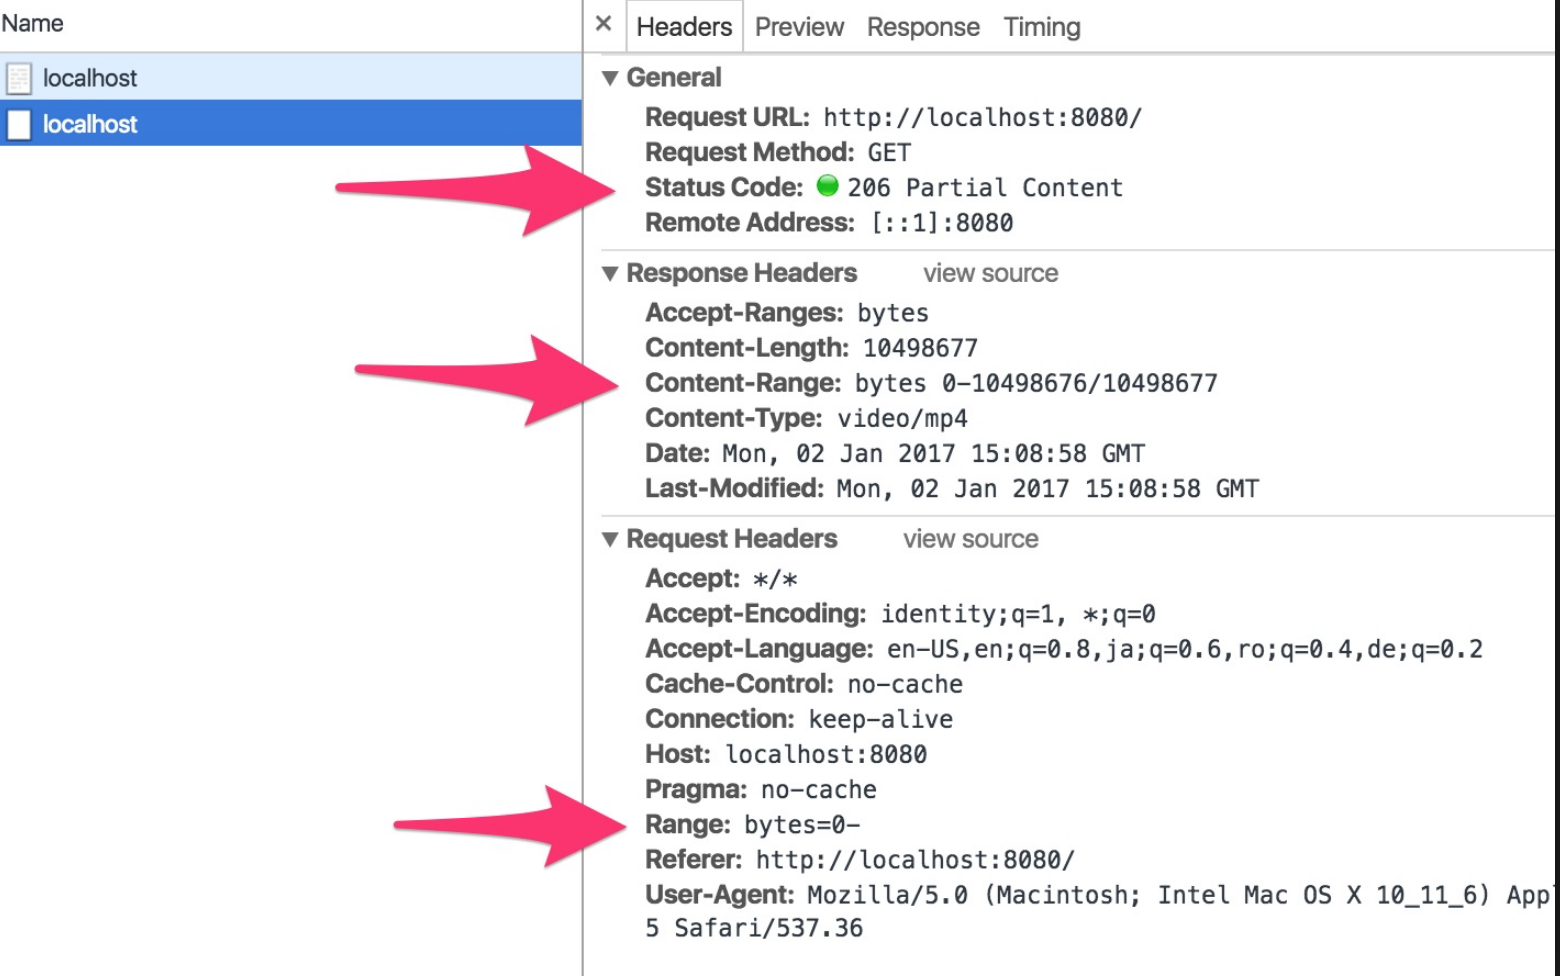 Name
localhost
localhost
× Headers Preview Response Timing
▼ General
Request URL: http://localhost:8080/
Request Method: GET
Status Code: 206 Partial Content
Remote Address: [::1]:8080
▼ Response Headers view source
Accept-Ranges: bytes
Content-Length: 10498677
Content-Range: bytes 0-10498676/10498677
Content-Type: video/mp4
Date: Mon, 02 Jan 2017 15:08:58 GMT
Last-Modified: Mon, 02 Jan 2017 15:08:58 GMT
▼ Request Headers view source
Accept: */*
Accept-Encoding: identity;q=1, *;q=0
Accept-Language: en-US,en;q=0.8,ja;q=0.6,ro;q=0.4,de;q=0.2
Cache-Control: no-cache
Connection: keep-alive
Host: localhost:8080
Pragma: no-cache
Range: bytes=0-
Referer: http://localhost:8080/
User-Agent: Mozilla/5.0 (Macintosh; Intel Mac OS X 10_11_6) App
5 Safari/537.36